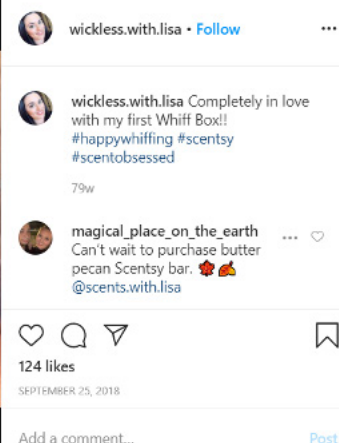 wickless.with.lisa • Follow
wickless.with.lisa Completely in love
with my first Whiff Box!!
#happywhiffing #scentsy
#scentobsessed
79w
magical_place_on_the_earth
Can't wait to purchase butter
pecan Scentsy bar. 🍁🍂
@scents.with.lisa
124 likes
SEPTEMBER 25, 2018
Add a comment... Post